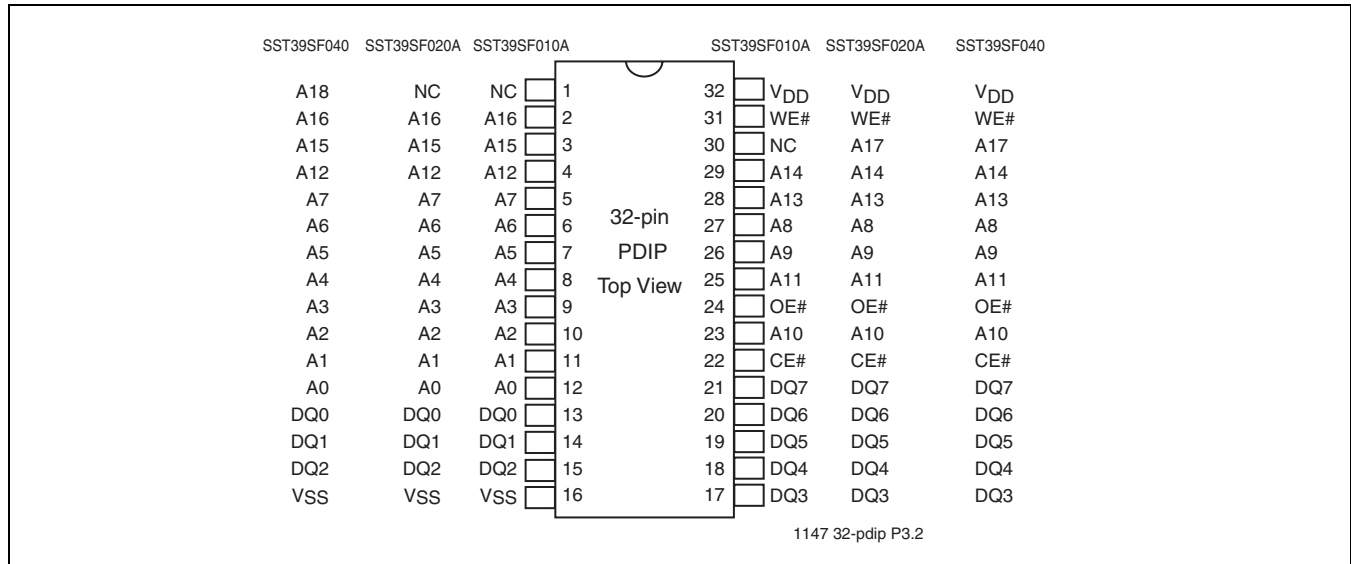 SST39SF040 SST39SF020A SST39SF010A SST39SF010A SST39SF020A SST39SF040
A18 NC NC 1 32 VDD VDD VDD
A16 A16 A16 2 31 WE# WE# WE#
A15 A15 A15 3 30 NC A17 A17
A12 A12 A12 4 29 A14 A14 A14
A7 A7 A7 5 28 A13 A13 A13
A6 A6 A6 6 32-pin 27 A8 A8 A8
A5 A5 A5 7 PDIP 26 A9 A9 A9
A4 A4 A4 8 Top View 25 A11 A11 A11
A3 A3 A3 9 24 OE# OE# OE#
A2 A2 A2 10 23 A10 A10 A10
A1 A1 A1 11 22 CE# CE# CE#
A0 A0 A0 12 21 DQ7 DQ7 DQ7
DQ0 DQ0 DQ0 13 20 DQ6 DQ6 DQ6
DQ1 DQ1 DQ1 14 19 DQ5 DQ5 DQ5
DQ2 DQ2 DQ2 15 18 DQ4 DQ4 DQ4
VSS VSS VSS 16 17 DQ3 DQ3 DQ3
1147 32-pdip P3.2